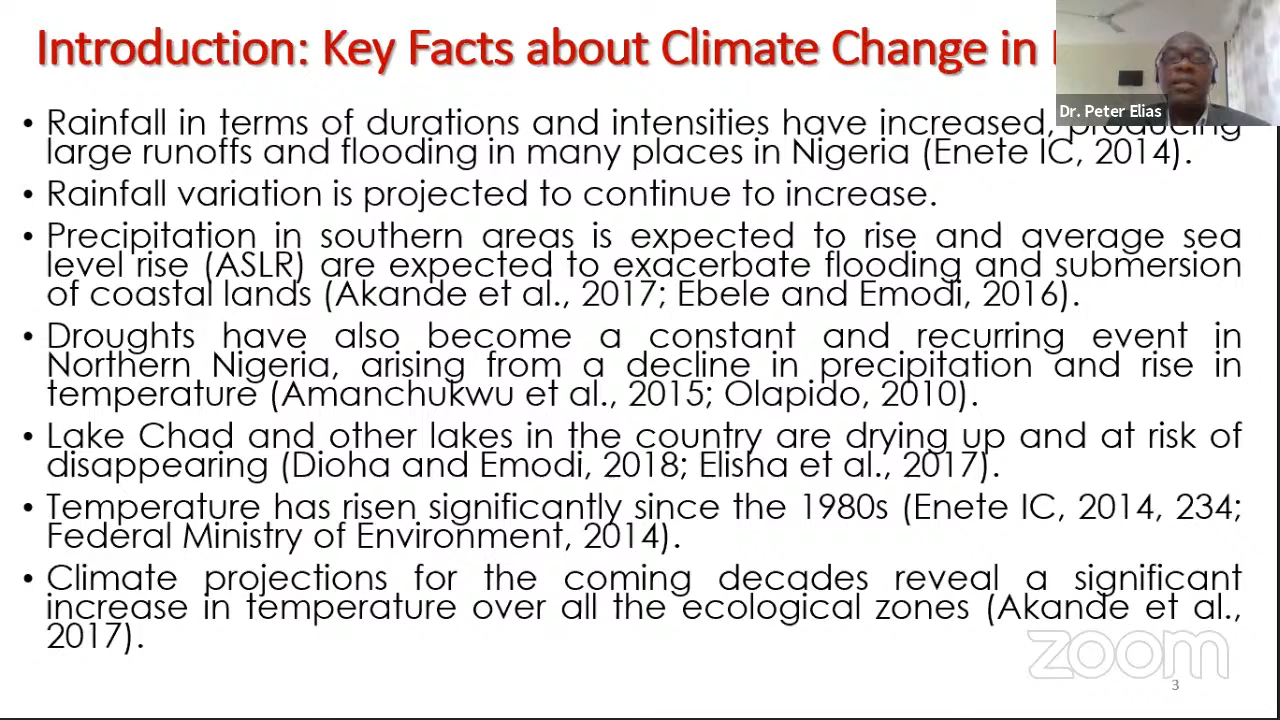 Introduction: Key Facts about Climate Change in
Dr. Peter Elias
• Rainfall in terms of durations and intensities have increased, producing
large runoffs and flooding in many places in Nigeria (Enete IC, 2014).
• Rainfall variation is projected to continue to increase.
• Precipitation in southern areas is expected to rise and average sea
level rise (ASLR) are expected to exacerbate flooding and submersion
of coastal lands (Akande et al., 2017; Ebele and Emodi, 2016).
• Droughts have also become a constant and recurring event in
Northern Nigeria, arising from a decline in precipitation and rise in
temperature (Amanchukwu et al., 2015; Olapido, 2010).
• Lake Chad and other lakes in the country are drying up and at risk of
disappearing (Dioha and Emodi, 2018; Elisha et al., 2017).
• Temperature has risen significantly since the 1980s (Enete IC, 2014, 234;
Federal Ministry of Environment, 2014).
• Climate projections for the coming decades reveal a significant
increase in temperature over all the ecological zones (Akande et al.,
2017).
zoom
3